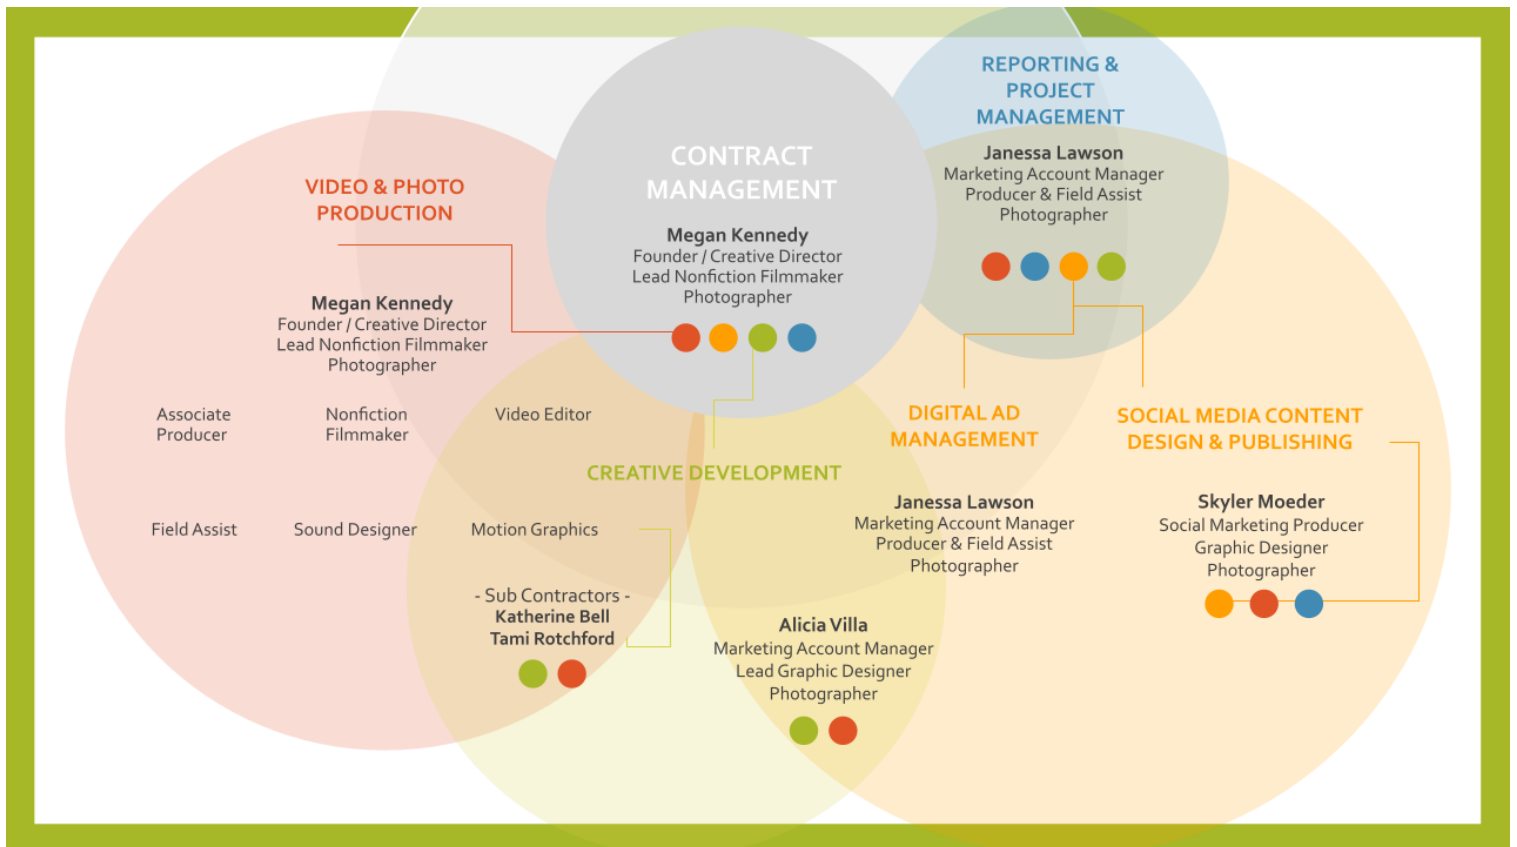 CONTRACT
MANAGEMENT
Megan Kennedy
Founder / Creative Director
Lead Nonfiction Filmmaker
Photographer
REPORTING &
PROJECT
MANAGEMENT
Janessa Lawson
Marketing Account Manager
Producer & Field Assist
Photographer
VIDEO & PHOTO
PRODUCTION
Megan Kennedy
Founder / Creative Director
Lead Nonfiction Filmmaker
Photographer
Associate
Producer
Nonfiction
Filmmaker
Video Editor
Field Assist
Sound Designer
Motion Graphics
- Sub Contractors -
Katherine Bell
Tami Rotchford
CREATIVE DEVELOPMENT
Alicia Villa
Marketing Account Manager
Lead Graphic Designer
Photographer
DIGITAL AD
MANAGEMENT
Janessa Lawson
Marketing Account Manager
Producer & Field Assist
Photographer
SOCIAL MEDIA CONTENT
DESIGN & PUBLISHING
Skyler Moeder
Social Marketing Producer
Graphic Designer
Photographer